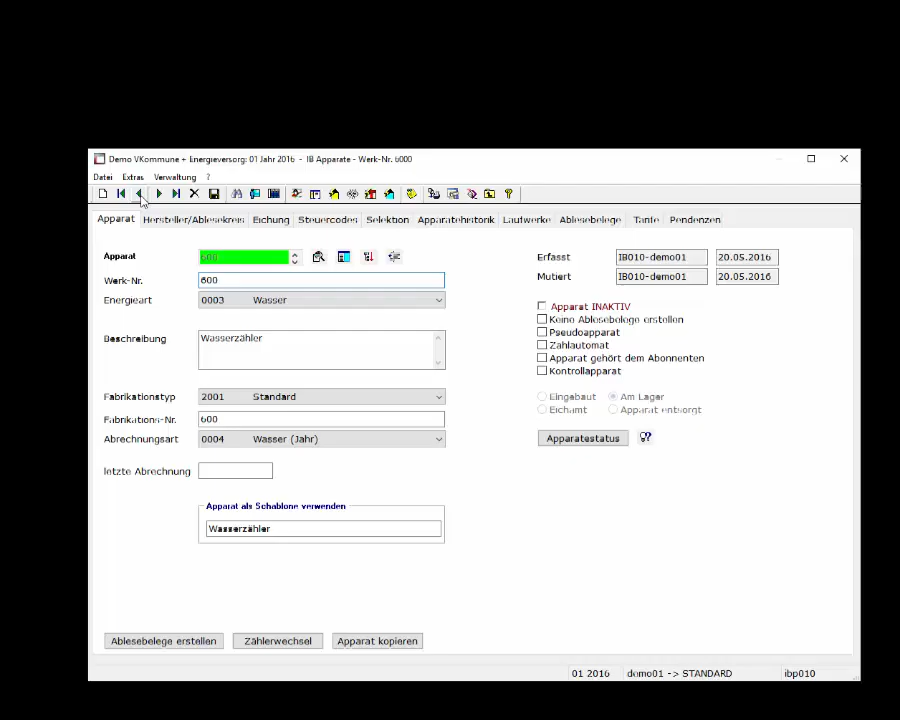 Demo VKommune + Energieversorg: 01 Jahr 2016 - IB Apparate - Werk-Nr. 6000
Datei Extras Verwaltung ?
Apparat Hersteller/Ablesekreis Eichung Steuercodes Selektion Apparatehistorik Laufwerke Ablesebelege Tarife Pendenzen
Apparat 600
Werk-Nr. 600
Energieart 0003 Wasser
Beschreibung Wasserzähler
Fabrikationstyp 2001 Standard
Fabrikations-Nr. 600
Abrechnungsart 0004 Wasser (Jahr)
letzte Abrechnung
Apparat als Schablone verwenden
Wasserzähler
Erfasst IB010-demo01 20.05.2016
Mutiert IB010-demo01 20.05.2016
Apparat INAKTIV
Keine Ablesebelege erstellen
Pseudoapparat
Zahlautomat
Apparat gehört dem Abonnenten
Kontrollapparat
Eingebaut Am Lager
Eichamt Apparat entsorgt
Apparatestatus
Ablesebelege erstellen Zählerwechsel Apparat kopieren
01 2016 demo01 -> STANDARD ibp010